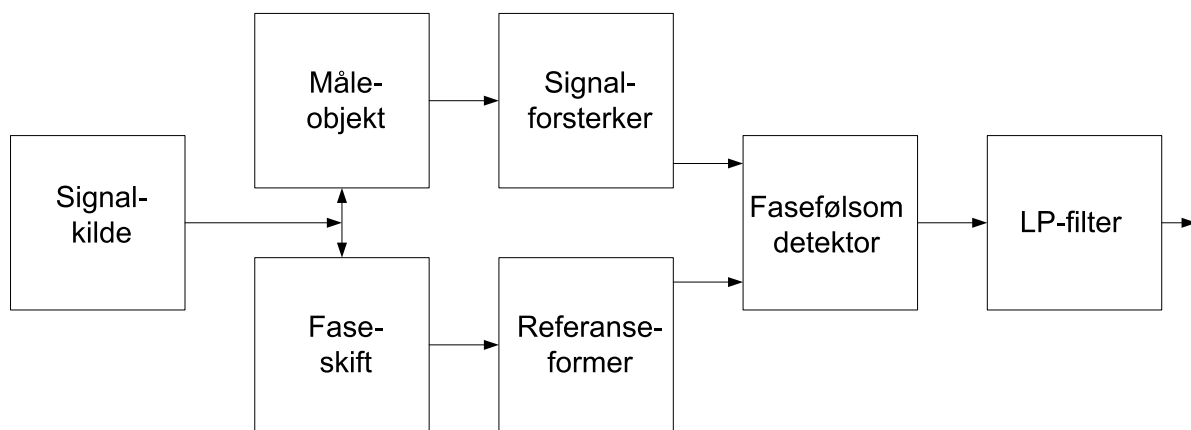 Signal-
kilde
Måle-
objekt
Signal-
forsterker
Fase-
skift
Referanse-
former
Fasefølsom
detektor
LP-filter